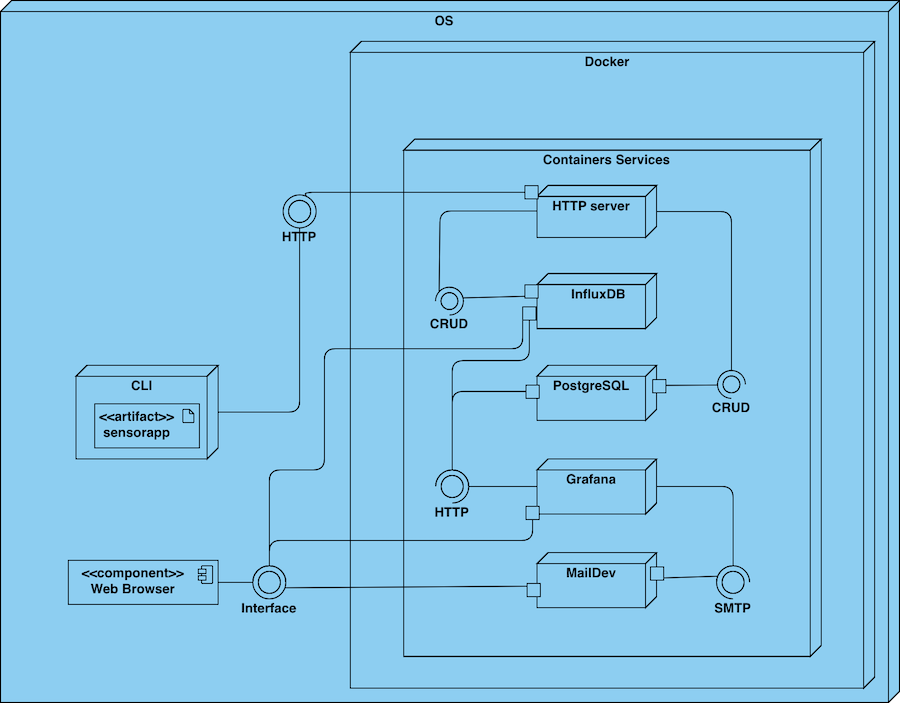 OS
Docker
Containers Services
HTTP server
HTTP
InfluxDB
CRUD
CLI
<<artifact>>
sensorapp
PostgreSQL
CRUD
Grafana
HTTP
<<component>>
Web Browser
MailDev
Interface
SMTP